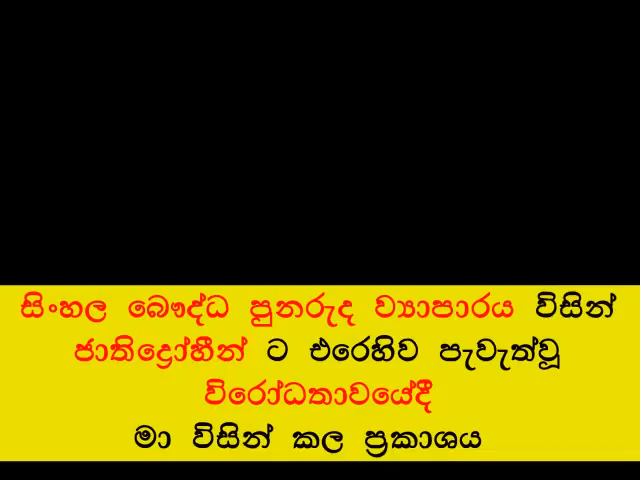 සිංහල බෞද්ධ පුනරුද ව්‍යාපාරය විසින්
ජාතිද්‍රෝහීන් ට එරෙහිව පැවැත්වූ
විරෝධතාවයේදී
මා විසින් කල ප්‍රකාශය